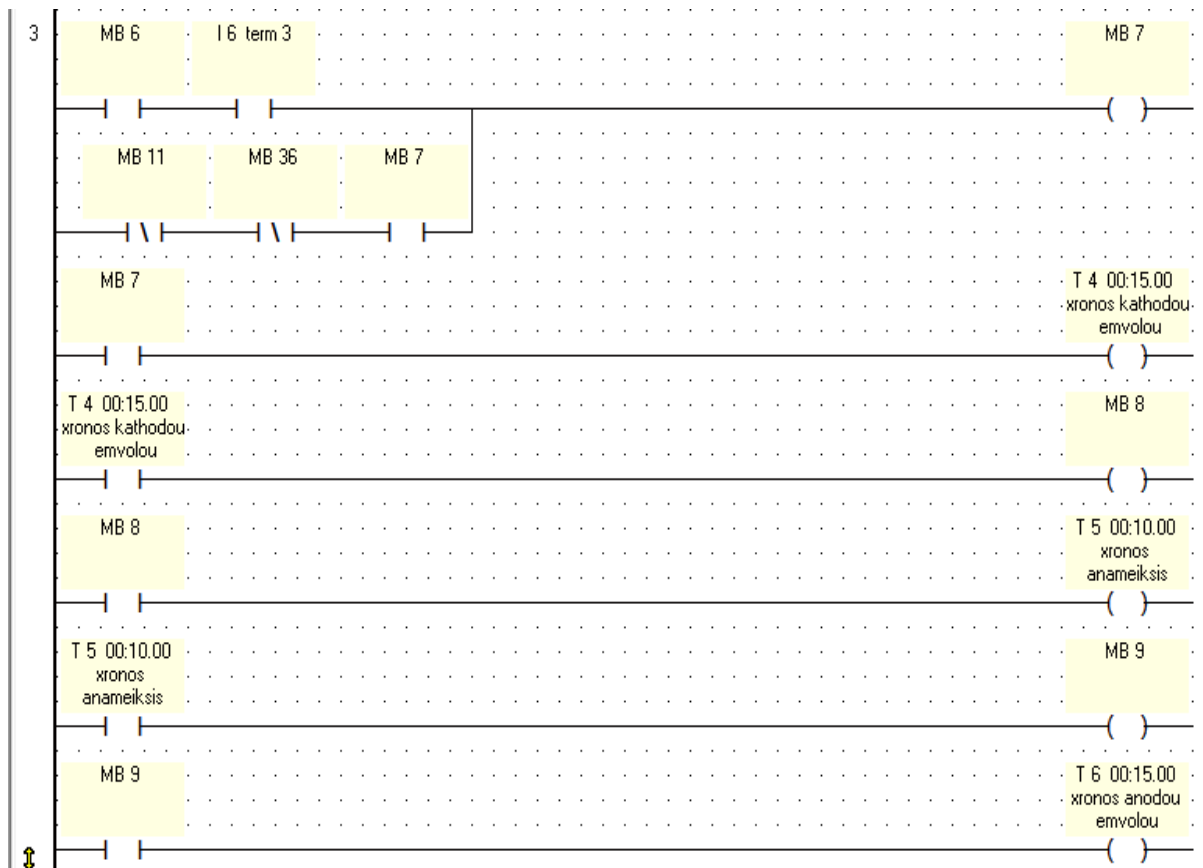 3
MB 6
I 6 term 3
MB 7
MB 11
MB 36
MB 7
MB 7
T 4 00:15.00
xronos kathodou
emvolou
T 4 00:15.00
xronos kathodou
emvolou
MB 8
MB 8
T 5 00:10.00
xronos
anameiksis
T 5 00:10.00
xronos
anameiksis
MB 9
MB 9
T 6 00:15.00
xronos anodou
emvolou